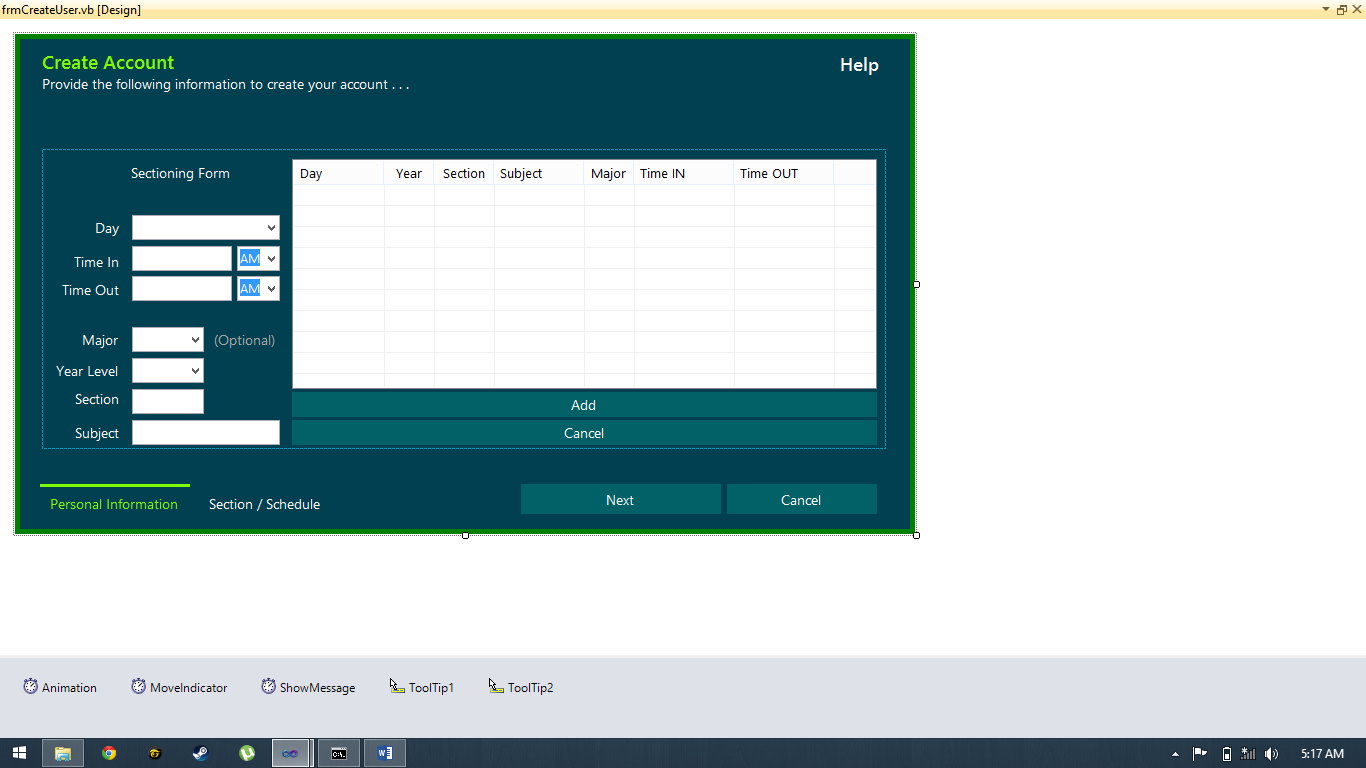 frmCreateUser.vb [Design]
Create Account
Help
Provide the following information to create your account . . .
Sectioning Form
Day Year Section Subject Major Time IN Time OUT
Day
Time In AM
Time Out AM
Major (Optional)
Year Level
Section
Subject
Add
Cancel
Personal Information Section / Schedule Next Cancel
Animation MoveIndicator ShowMessage ToolTip1 ToolTip2
5:17 AM